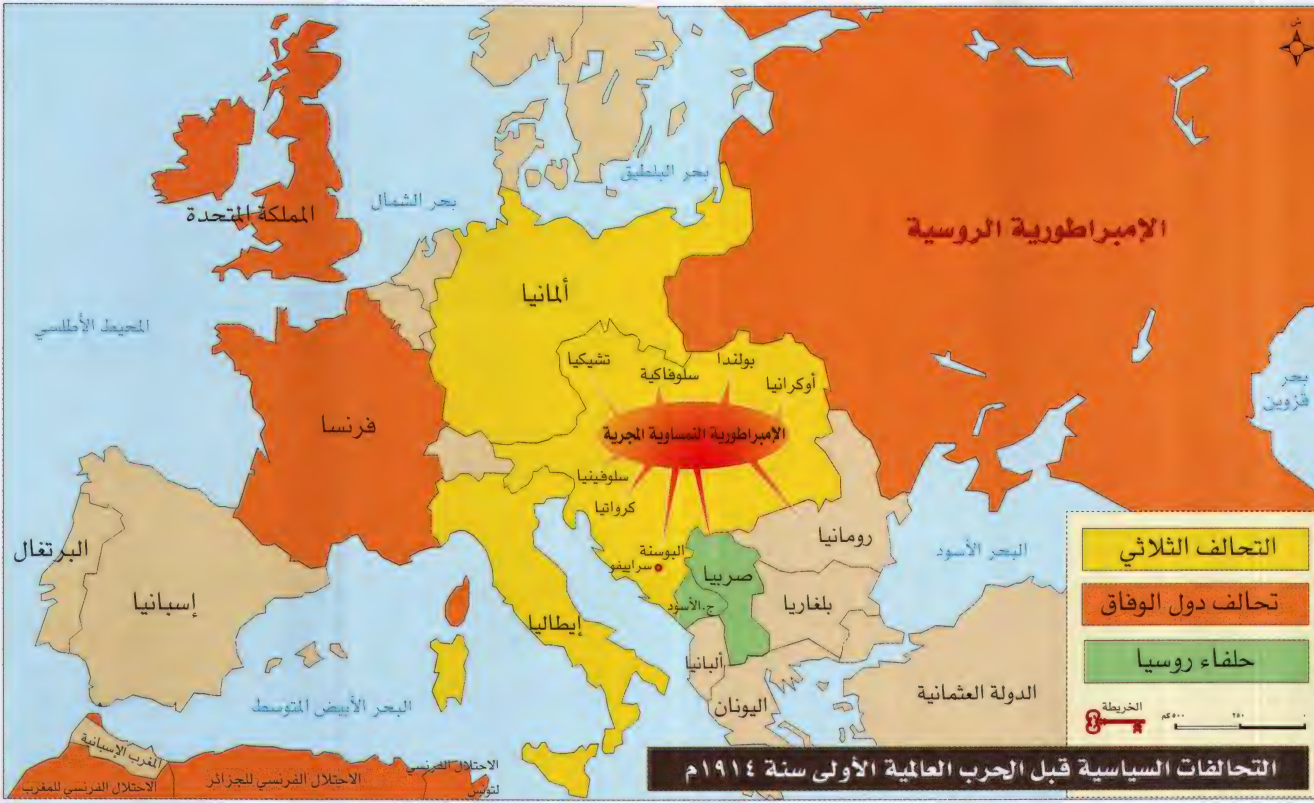 ش
المملكة المتحدة
بحر الشمال
بحر البلطيق
الإمبراطورية الروسية
المحيط الأطلسي
ألمانيا
تشيكيا
سلوفاكية
بولندا
أوكرانيا
بحر
قزوين
فرنسا
الإمبراطورية النمساوية المجرية
سلوفينيا
كرواتيا
رومانيا
البحر الأسود
البرتغال
إسبانيا
البوسنة
سراييفو
صربيا
ج.الأسود
بلغاريا
إيطاليا
ألبانيا
اليونان
الدولة العثمانية
البحر الأبيض المتوسط
المغرب الإسبانية
الاحتلال الفرنسي للمغرب
الاحتلال الفرنسي للجزائر
الاحتلال الفرنسي
لتونس
التحالف الثلاثي
تحالف دول الوفاق
حلفاء روسيا
الخريطة
٢٥٠
٥٠٠ كم
التحالفات السياسية قبل الحرب العالمية الأولى سنة ١٩١٤م